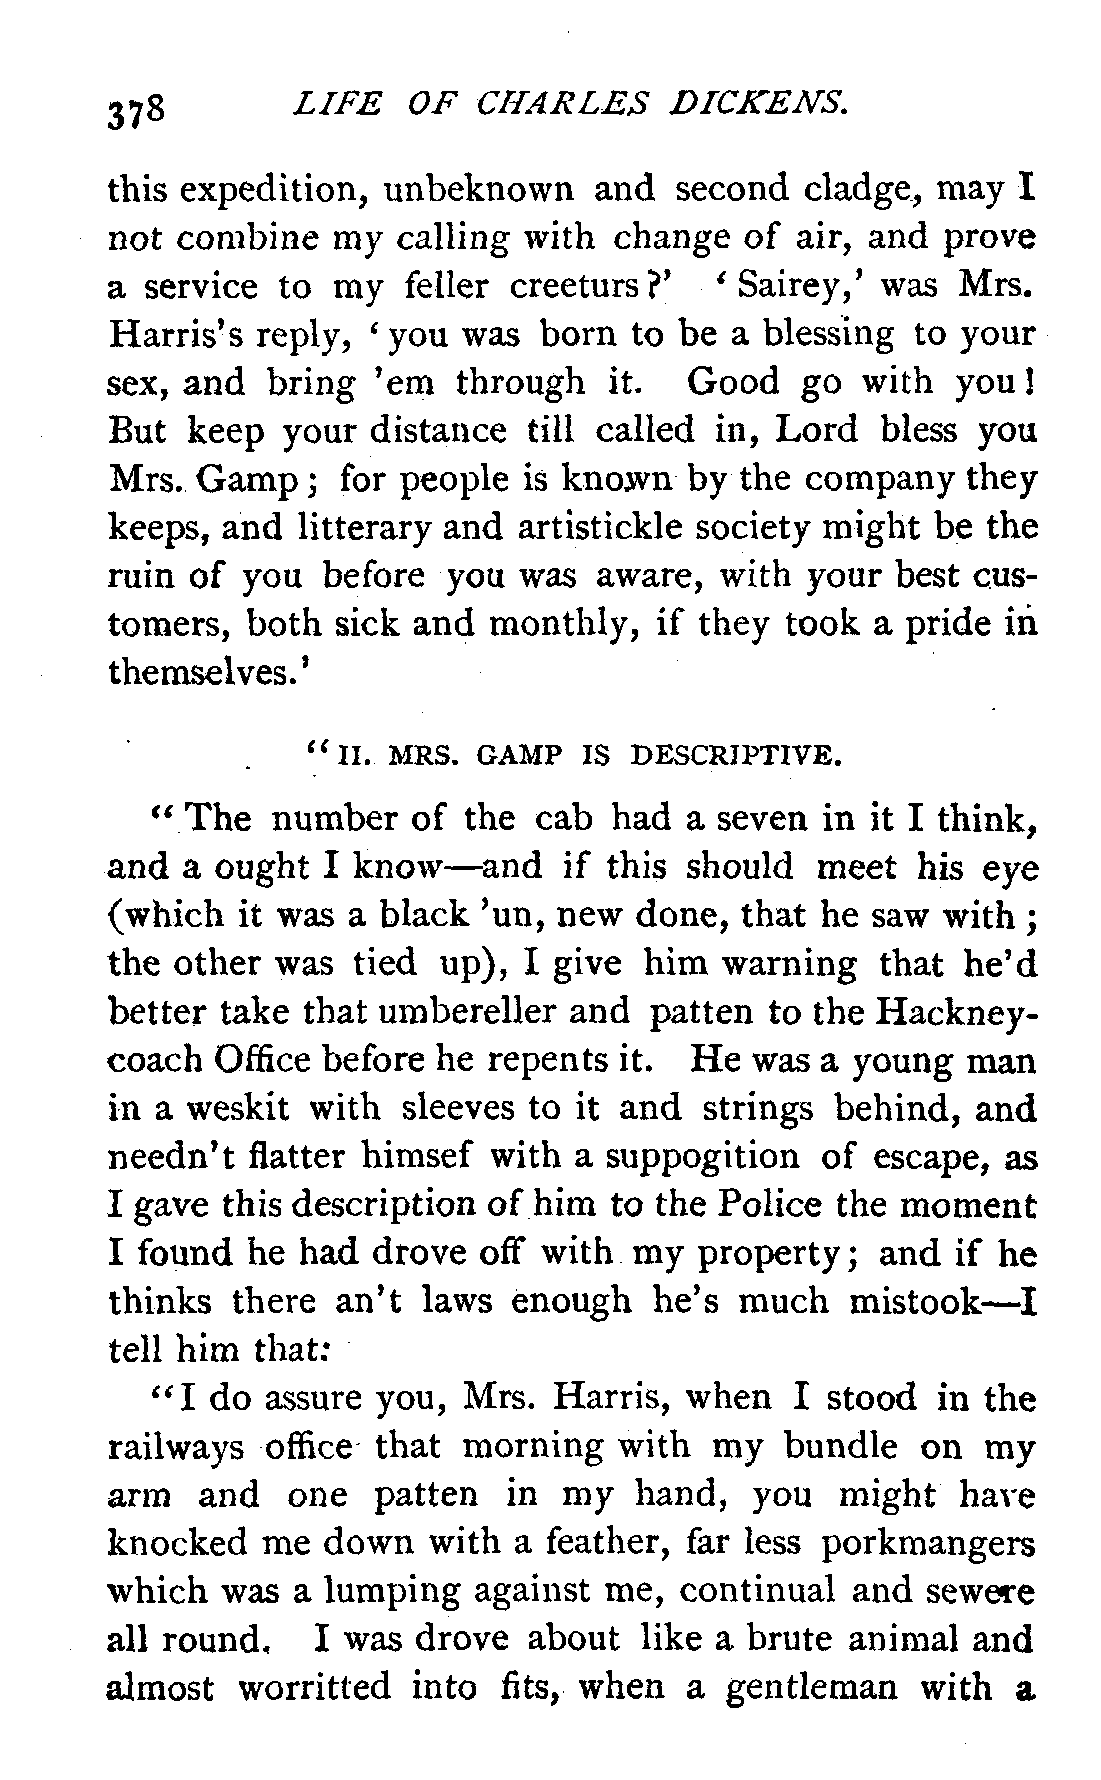 378 LIFE OF CHARLES DICKENS.
this expedition, unbeknown and second cladge, may I
not combine my calling with change of air, and prove
a service to my feller creeturs?' ‘ Sairey,' was Mrs.
Harris's reply, ‘ you was born to be a blessing to your
sex, and bring 'em through it. Good go with you!
But keep your distance till called in, Lord bless you
Mrs. Gamp; for people is known by the company they
keeps, and litterary and artistickle society might be the
ruin of you before you was aware, with your best cus-
tomers, both sick and monthly, if they took a pride in
themselves.'
“ II. MRS. GAMP IS DESCRIPTIVE.
“ The number of the cab had a seven in it I think,
and a ought I know—and if this should meet his eye
(which it was a black 'un, new done, that he saw with;
the other was tied up), I give him warning that he'd
better take that umbereller and patten to the Hackney-
coach Office before he repents it. He was a young man
in a weskit with sleeves to it and strings behind, and
needn't flatter himsef with a suppogition of escape, as
I gave this description of him to the Police the moment
I found he had drove off with my property; and if he
thinks there an't laws enough he's much mistook—I
tell him that:
“I do assure you, Mrs. Harris, when I stood in the
railways office that morning with my bundle on my
arm and one patten in my hand, you might have
knocked me down with a feather, far less porkmangers
which was a lumping against me, continual and sewere
all round. I was drove about like a brute animal and
almost worritted into fits, when a gentleman with a